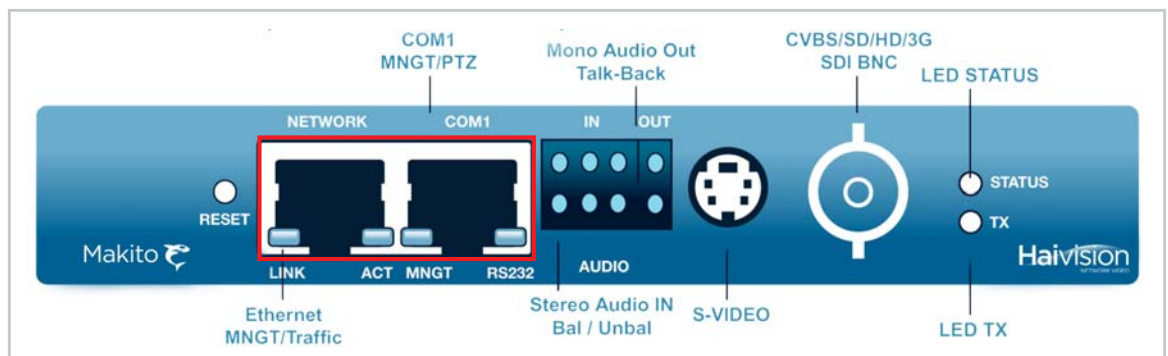 COM1
MNGT/PTZ
Mono Audio Out
Talk-Back
CVBS/SD/HD/3G
SDI BNC
LED STATUS
NETWORK
COM1
IN
OUT
RESET
STATUS
TX
Makito
Haivision
NETWORK VIDEO
LINK
ACT
MNGT
RS232
AUDIO
Ethernet
MNGT/Traffic
Stereo Audio IN
Bal / Unbal
S-VIDEO
LED TX